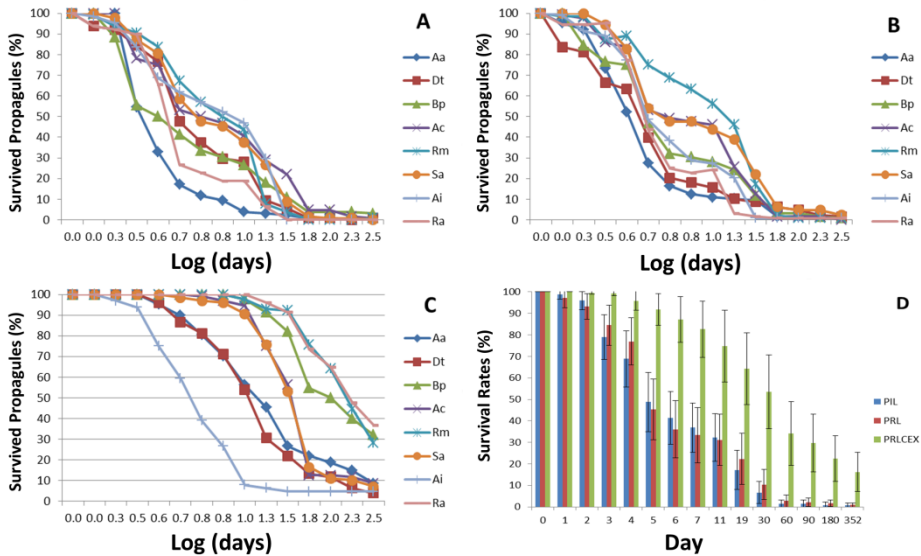 A
Survived Propagules (%)
100
90
80
70
60
50
40
30
20
10
0
0.0 0.0 0.3 0.5 0.6 0.7 0.8 0.8 1.0 1.3 1.5 1.8 2.0 2.3 2.5
Log (days)
Aa
Dt
Bp
Ac
Rm
Sa
Ai
Ra
B
Survived Propagules (%)
100
90
80
70
60
50
40
30
20
10
0
0.0 0.0 0.3 0.5 0.6 0.7 0.8 0.8 1.0 1.3 1.5 1.8 2.0 2.3 2.5
Log (days)
Aa
Dt
Bp
Ac
Rm
Sa
Ai
Ra
C
Survived Propagules (%)
100
90
80
70
60
50
40
30
20
10
0
0.0 0.0 0.3 0.5 0.6 0.7 0.8 0.8 1.0 1.3 1.5 1.8 2.0 2.3 2.5
Log (days)
Aa
Dt
Bp
Ac
Rm
Sa
Ai
Ra
D
Survival Rates (%)
100
90
80
70
60
50
40
30
20
10
0
0 1 2 3 4 5 6 7 11 19 30 60 90 180 352
Day
PIL
PRL
PRLCEX